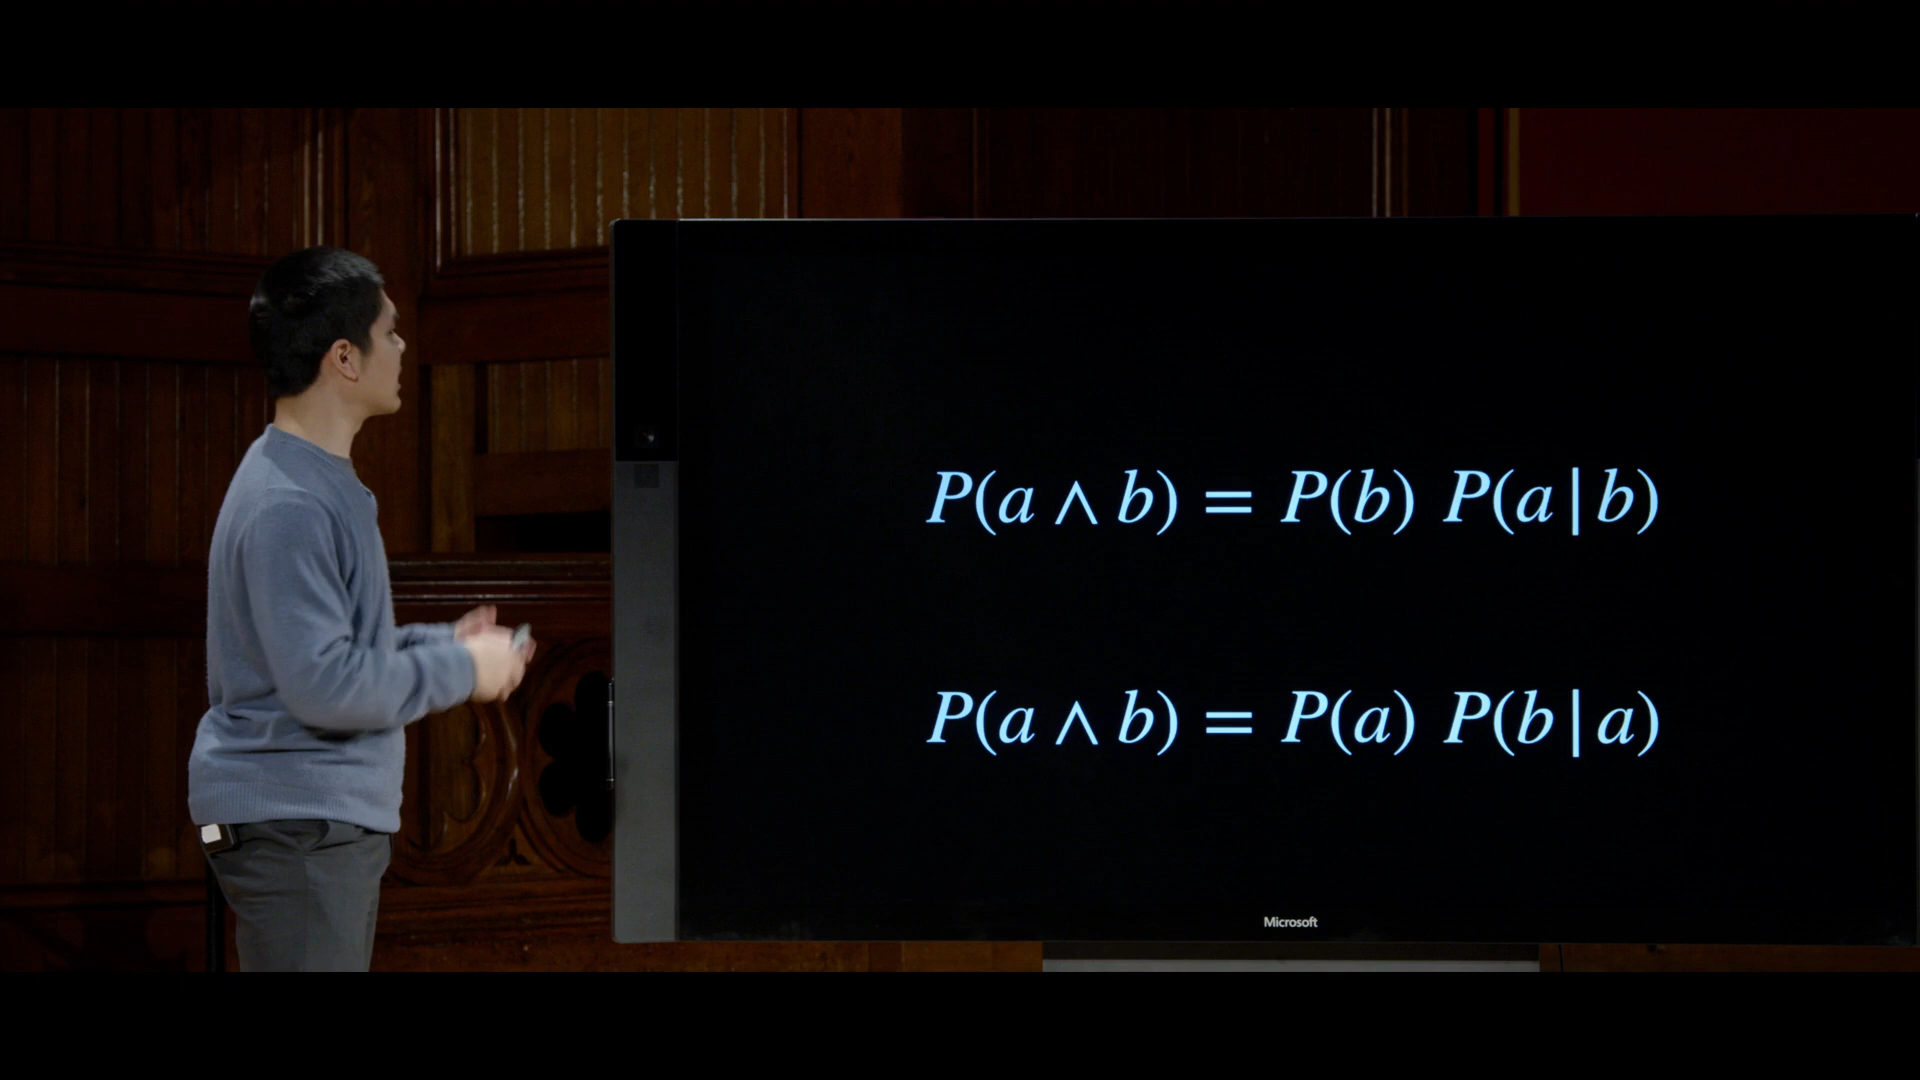 P(a ∧ b) = P(b) P(a | b)
P(a ∧ b) = P(a) P(b | a)
Microsoft